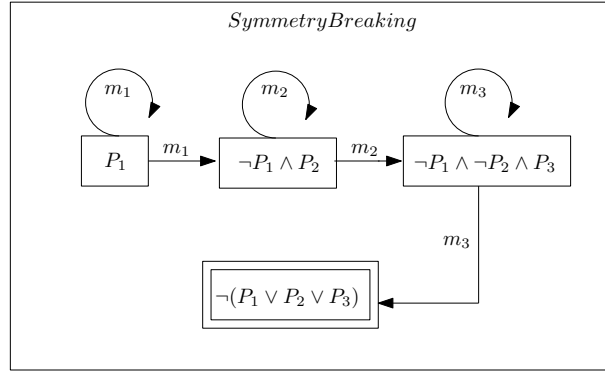 SymmetryBreaking
m₁ m₂ m₃
P₁ m₁ ¬P₁ ∧ P₂ m₂ ¬P₁ ∧ ¬P₂ ∧ P₃
m₃
¬(P₁ ∨ P₂ ∨ P₃)